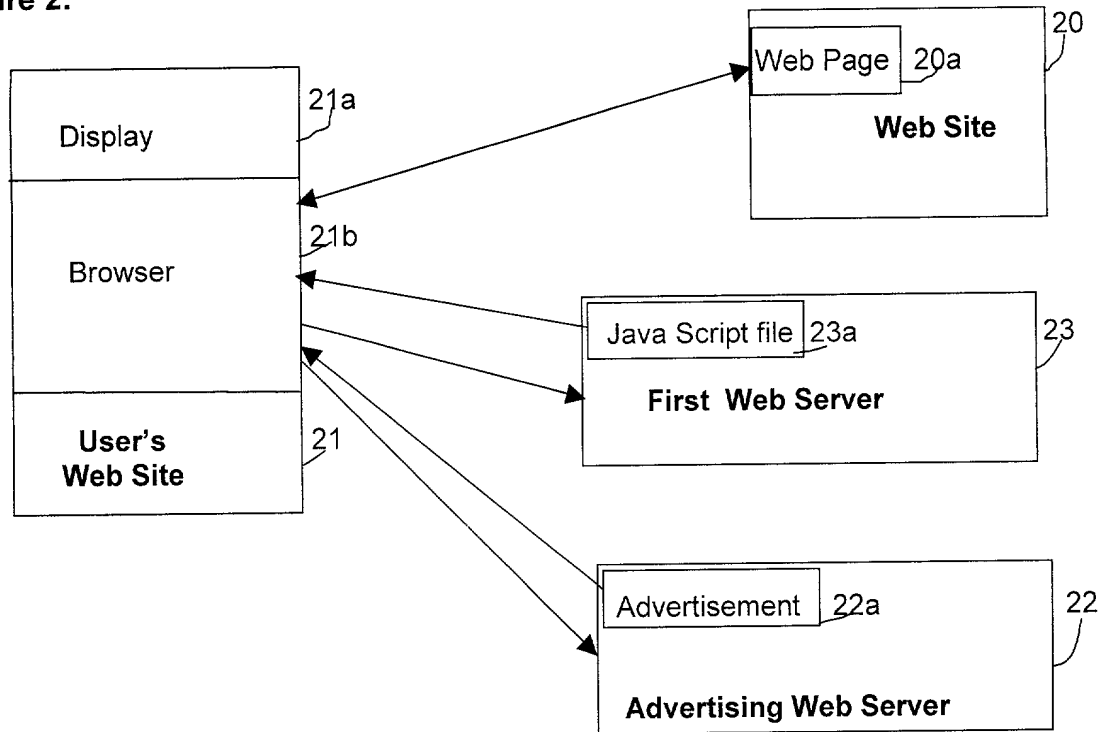 re 2:
20
Web Page
20a
Web Site
21a
Display
21b
Browser
Java Script file
23a
23
First Web Server
User's
Web Site
21
Advertisement
22a
22
Advertising Web Server